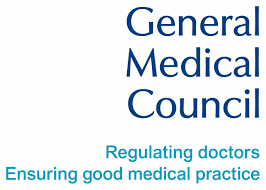 General
Medical
Council
Regulating doctors
Ensuring good medical practice